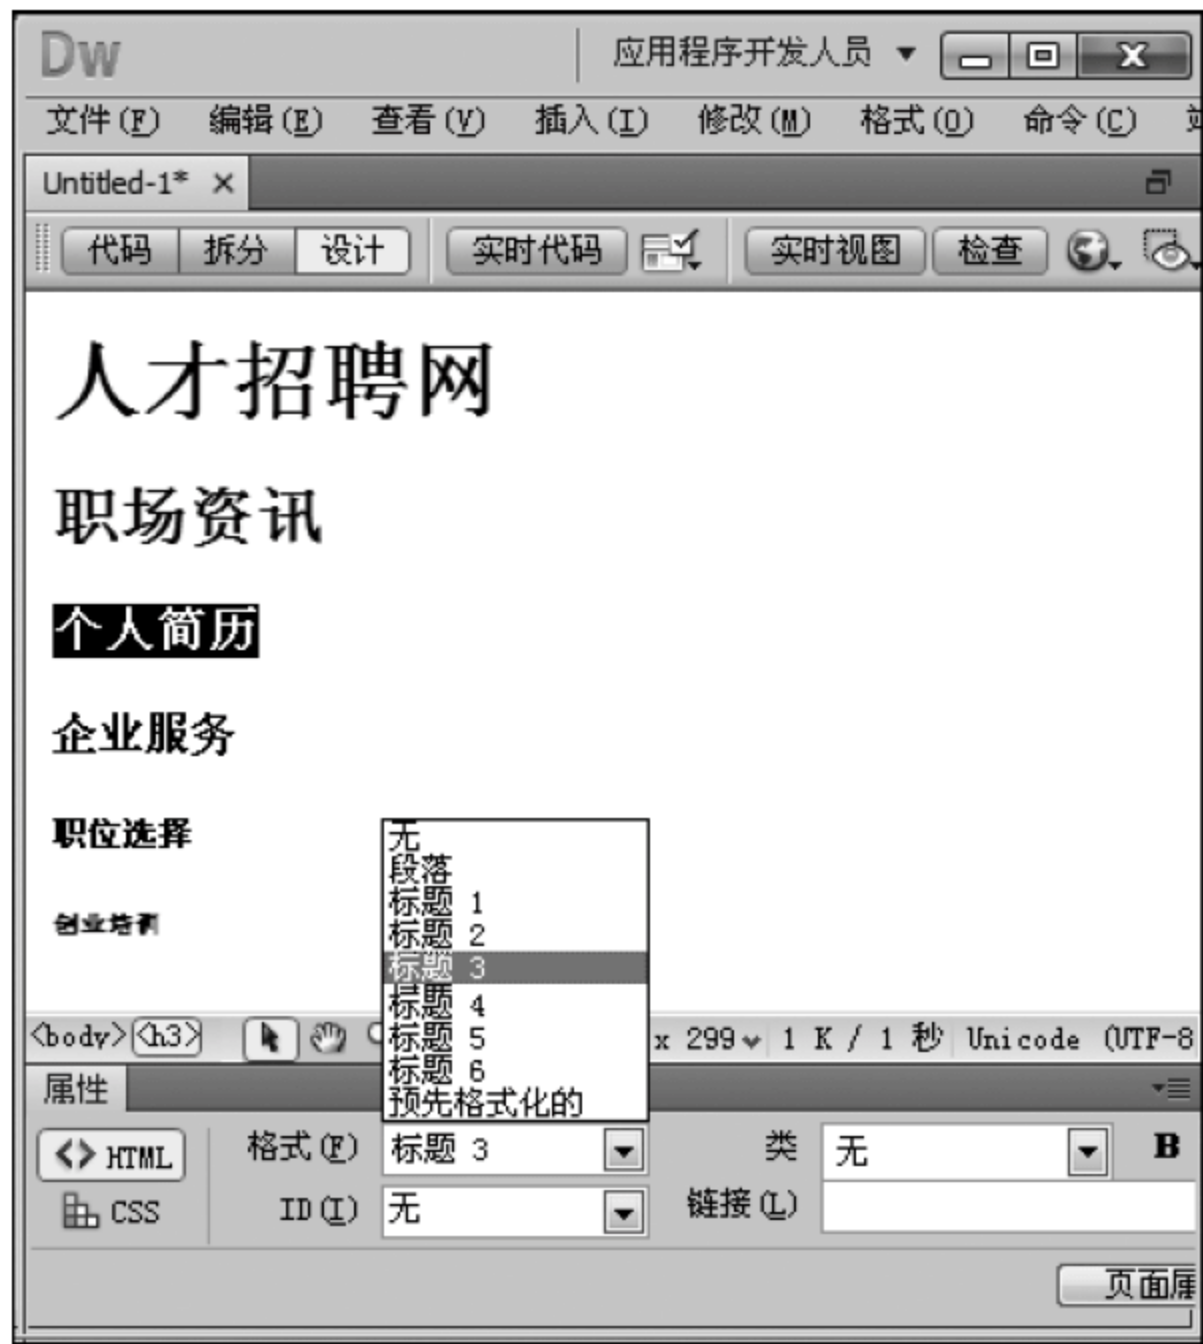 Dw 应用程序开发人员
文件(F) 编辑(E) 查看(V) 插入(I) 修改(M) 格式(O) 命令(C)
Untitled-1*
代码 拆分 设计 实时代码 实时视图 检查
人才招聘网
职场资讯
个人简历
企业服务
职位选择
创业培训
无
段落
标题 1
标题 2
标题 3
标题 4
标题 5
标题 6
预先格式化的
<body> <h3> x 299 1 K / 1 秒 Unicode (UTF-8
属性
<> HTML 格式(F) 标题 3 类 无 B
CSS ID(I) 无 链接(L)
页面属